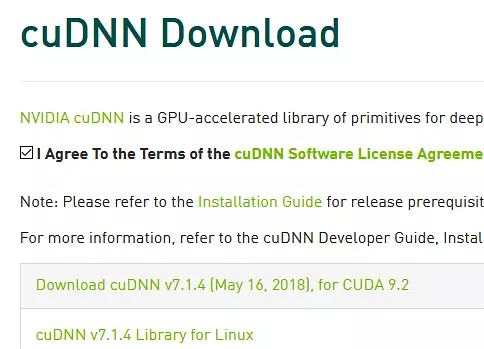 cuDNN Download
NVIDIA cuDNN is a GPU-accelerated library of primitives for deep
I Agree To the Terms of the cuDNN Software License Agreeme
Note: Please refer to the Installation Guide for release prerequisit
For more information, refer to the cuDNN Developer Guide, Instal
Download cuDNN v7.1.4 (May 16, 2018), for CUDA 9.2
cuDNN v7.1.4 Library for Linux